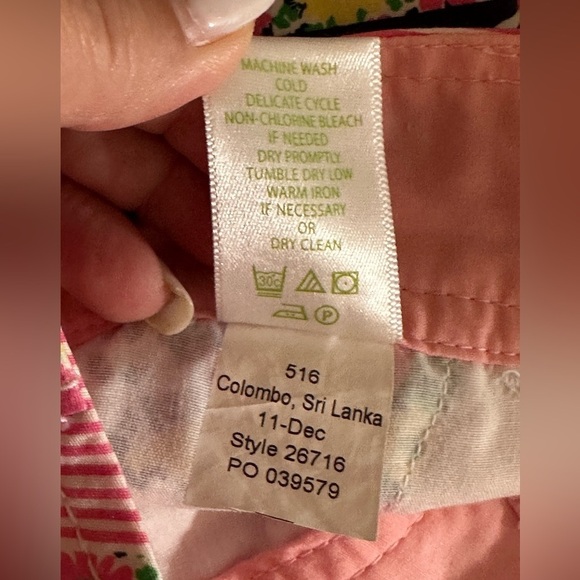 MACHINE WASH
COLD
DELICATE CYCLE
NON-CHLORINE BLEACH
IF NEEDED
DRY PROMPTLY
TUMBLE DRY LOW
WARM IRON
IF NECESSARY
OR
DRY CLEAN
30C
P
516
Colombo, Sri Lanka
11-Dec
Style 26716
PO 039579